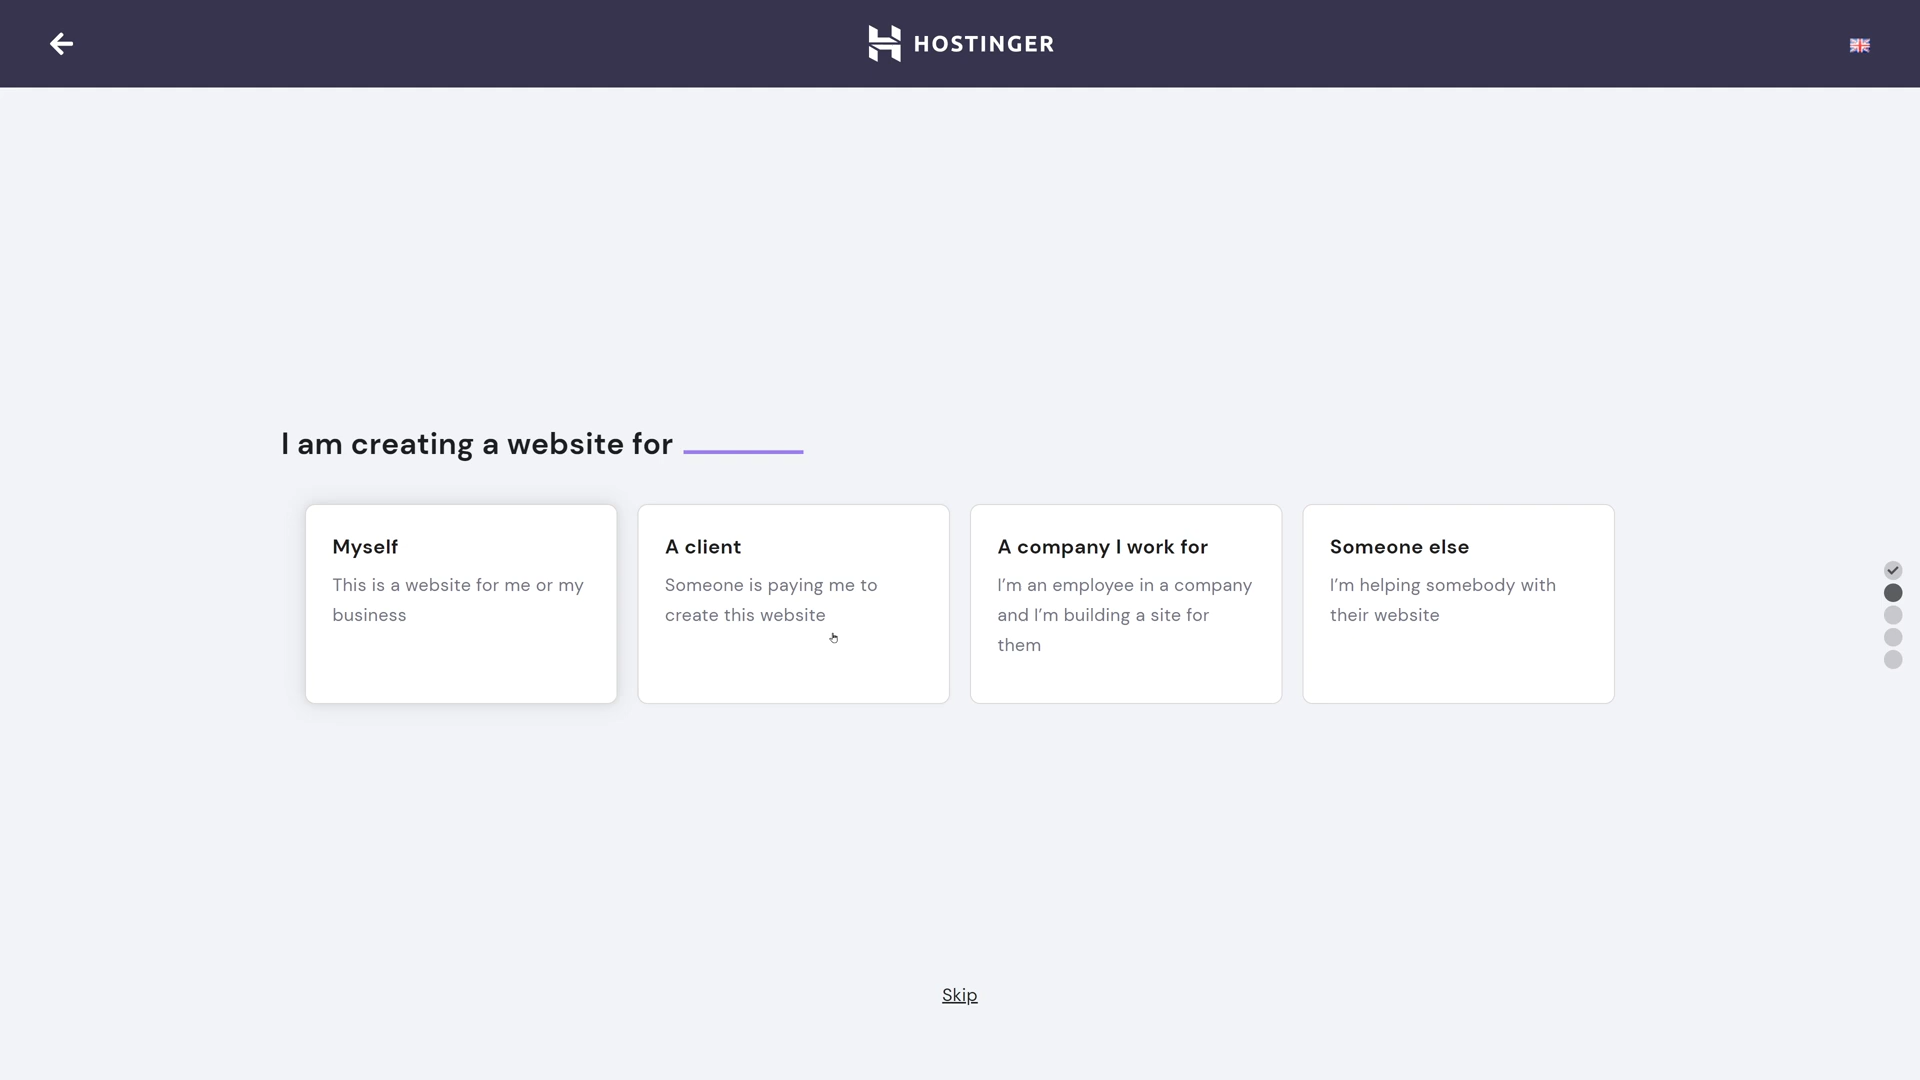 HOSTINGER
I am creating a website for
Myself
This is a website for me or my
business
A client
Someone is paying me to
create this website
A company I work for
I’m an employee in a company
and I’m building a site for
them
Someone else
I’m helping somebody with
their website
Skip